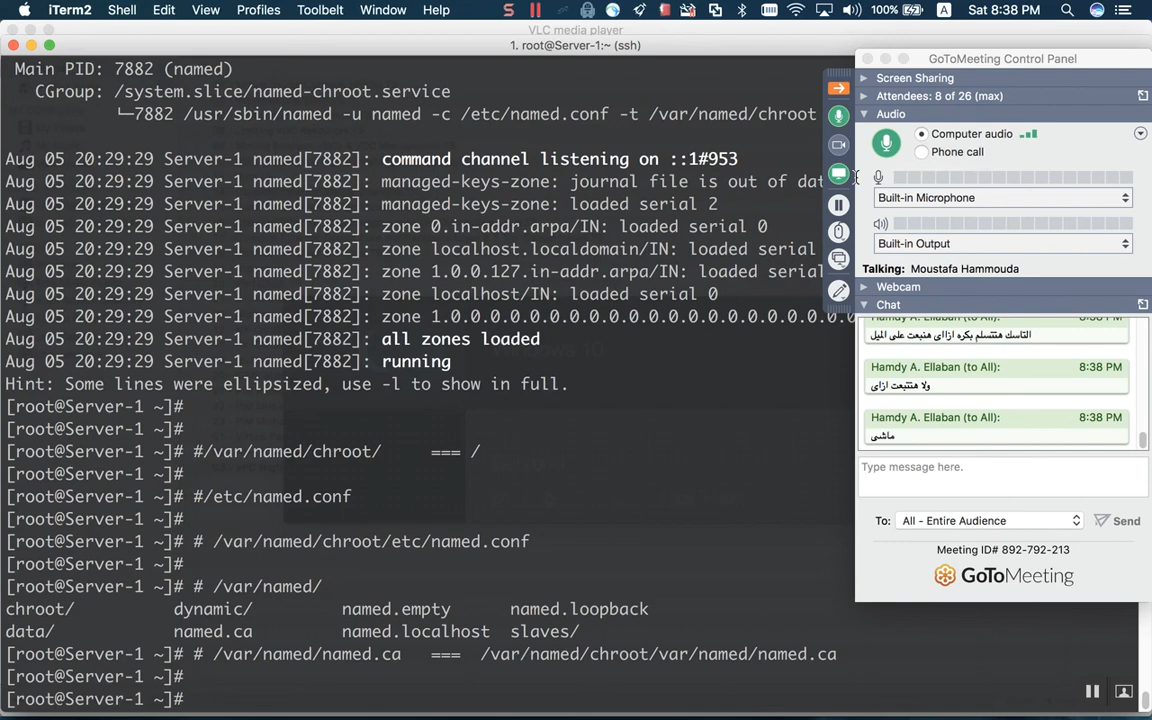 iTerm2 Shell Edit View Profiles Toolbelt Window Help 100% A Sat 8:38 PM
VLC media player
1. root@Server-1:~ (ssh)
Main PID: 7882 (named)
CGroup: /system.slice/named-chroot.service
└─7882 /usr/sbin/named -u named -c /etc/named.conf -t /var/named/chroot
Aug 05 20:29:29 Server-1 named[7882]: command channel listening on ::1#953
Aug 05 20:29:29 Server-1 named[7882]: managed-keys-zone: journal file is out of dat
Aug 05 20:29:29 Server-1 named[7882]: managed-keys-zone: loaded serial 2
Aug 05 20:29:29 Server-1 named[7882]: zone 0.in-addr.arpa/IN: loaded serial 0
Aug 05 20:29:29 Server-1 named[7882]: zone localhost.localdomain/IN: loaded serial
Aug 05 20:29:29 Server-1 named[7882]: zone 1.0.0.127.in-addr.arpa/IN: loaded serial
Aug 05 20:29:29 Server-1 named[7882]: zone localhost/IN: loaded serial 0
Aug 05 20:29:29 Server-1 named[7882]: zone 1.0.0.0.0.0.0.0.0.0.0.0.0.0.0.0.0.0.0.0
Aug 05 20:29:29 Server-1 named[7882]: all zones loaded
Aug 05 20:29:29 Server-1 named[7882]: running
Hint: Some lines were ellipsized, use -l to show in full.
[root@Server-1 ~]#
[root@Server-1 ~]#
[root@Server-1 ~]# #/var/named/chroot/ === /
[root@Server-1 ~]#
[root@Server-1 ~]# #/etc/named.conf
[root@Server-1 ~]#
[root@Server-1 ~]# # /var/named/chroot/etc/named.conf
[root@Server-1 ~]#
[root@Server-1 ~]# # /var/named/
chroot/ dynamic/ named.empty named.loopback
data/ named.ca named.localhost slaves/
[root@Server-1 ~]# # /var/named/named.ca === /var/named/chroot/var/named/named.ca
[root@Server-1 ~]#
[root@Server-1 ~]#
GoToMeeting Control Panel
Screen Sharing
Attendees: 8 of 26 (max)
Audio
Computer audio
Phone call
Built-in Microphone
Built-in Output
Talking: Moustafa Hammouda
Webcam
Chat
Hamdy A. Ellaban (to All): 8:38 PM
التاسك هتتسلم بكره ازاى هنبعت على الميل
Hamdy A. Ellaban (to All): 8:38 PM
ولا هتتبعت ازاى
Hamdy A. Ellaban (to All): 8:38 PM
ماشى
Type message here.
To: All - Entire Audience Send
Meeting ID# 892-792-213
GoToMeeting